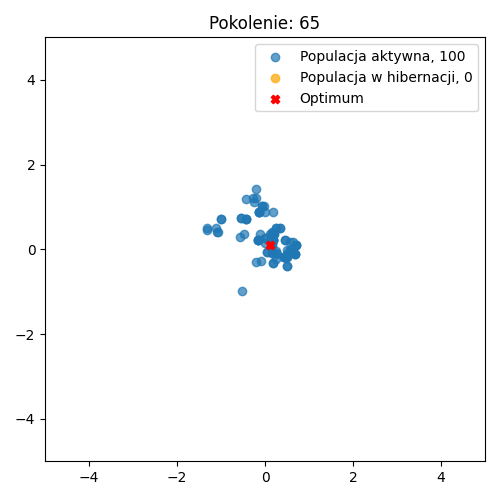 Pokolenie: 65
Populacja aktywna, 100
Populacja w hibernacji, 0
Optimum
4
2
0
−2
−4
−4 −2 0 2 4